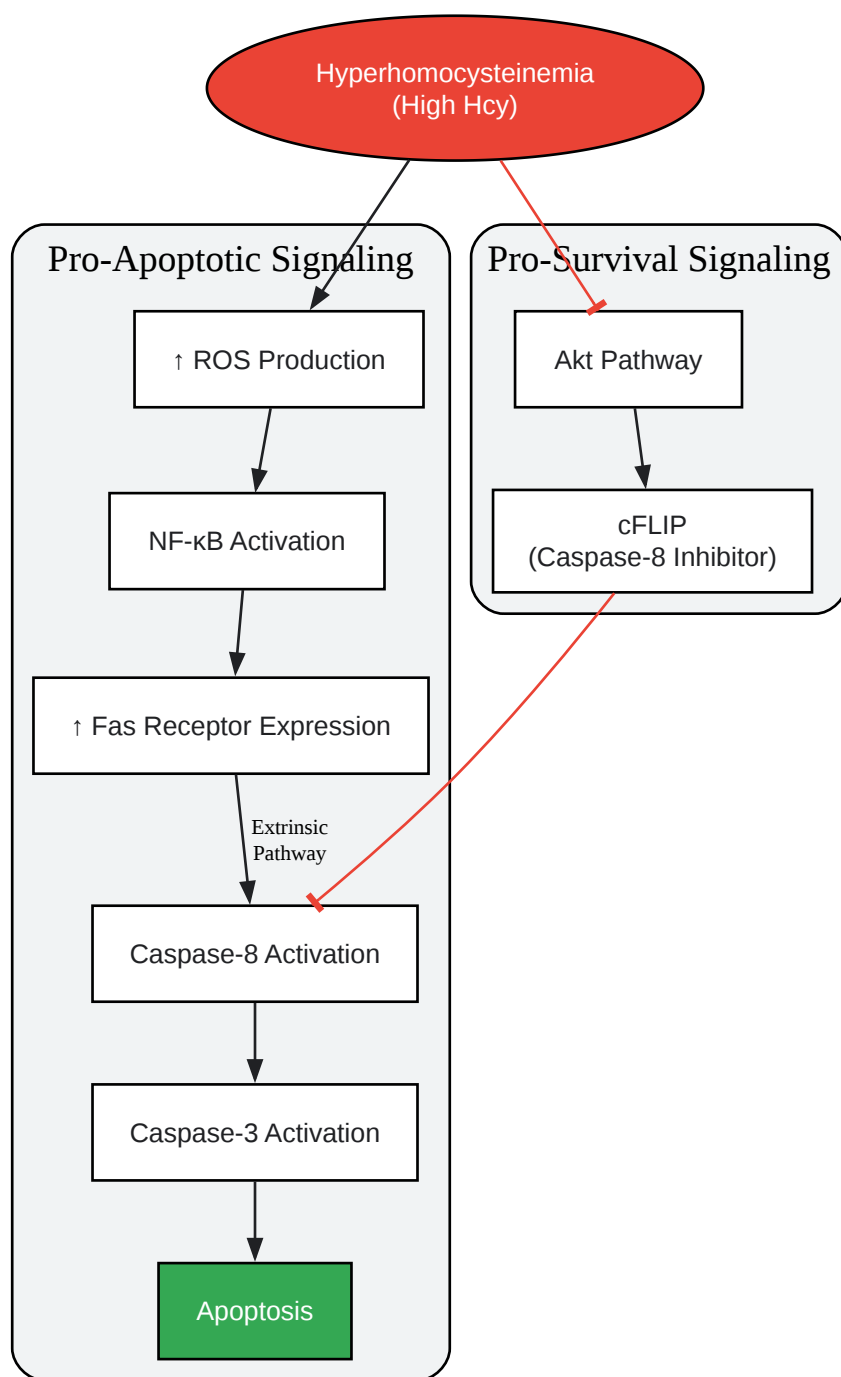 Hyperhomocysteinemia
(High Hcy)
Pro-Apoptotic Signaling
↑ ROS Production
NF-κB Activation
↑ Fas Receptor Expression
Extrinsic
Pathway
Caspase-8 Activation
Caspase-3 Activation
Apoptosis
Pro-Survival Signaling
Akt Pathway
cFLIP
(Caspase-8 Inhibitor)